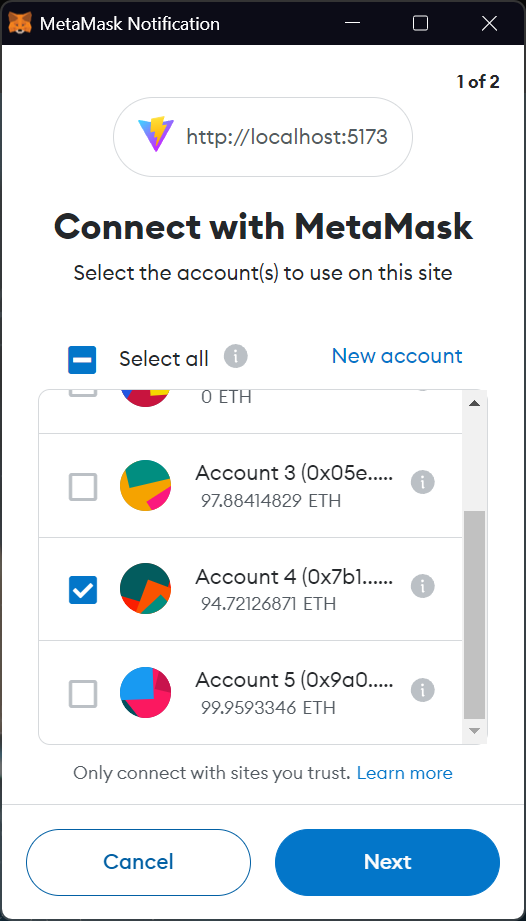 MetaMask Notification
1 of 2
http://localhost:5173
Connect with MetaMask
Select the account(s) to use on this site
Select all
New account
0 ETH
Account 3 (0x05e.....
97.88414829 ETH
Account 4 (0x7b1......
94.72126871 ETH
Account 5 (0x9a0.....
99.9593346 ETH
Only connect with sites you trust. Learn more
Cancel
Next